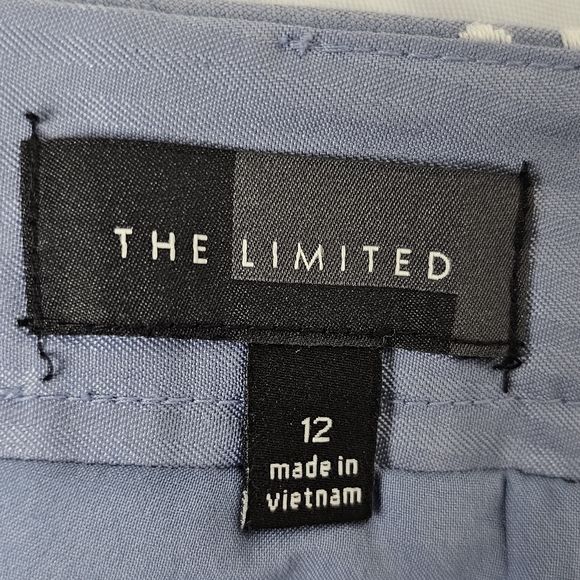 THE LIMITED
12
made in
vietnam